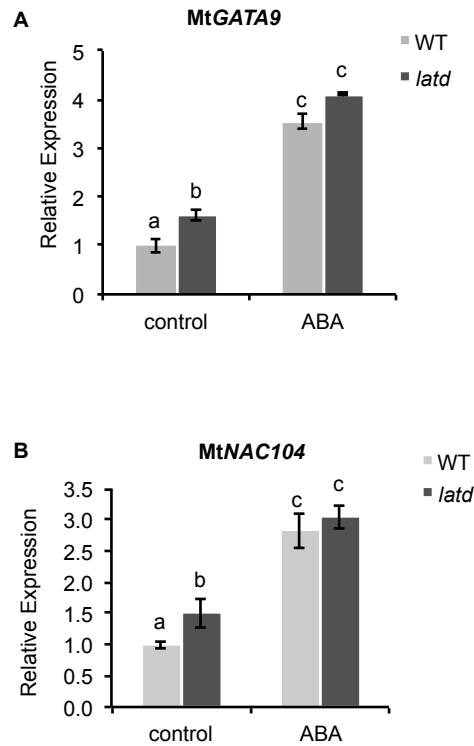 A
MtGATA9
WT
latd
Relative Expression
5
4
3
2
1
0
a
b
c
c
control
ABA
B
MtNAC104
WT
latd
Relative Expression
3.5
3.0
2.5
2.0
1.5
1.0
0.5
0.0
a
b
c
c
control
ABA